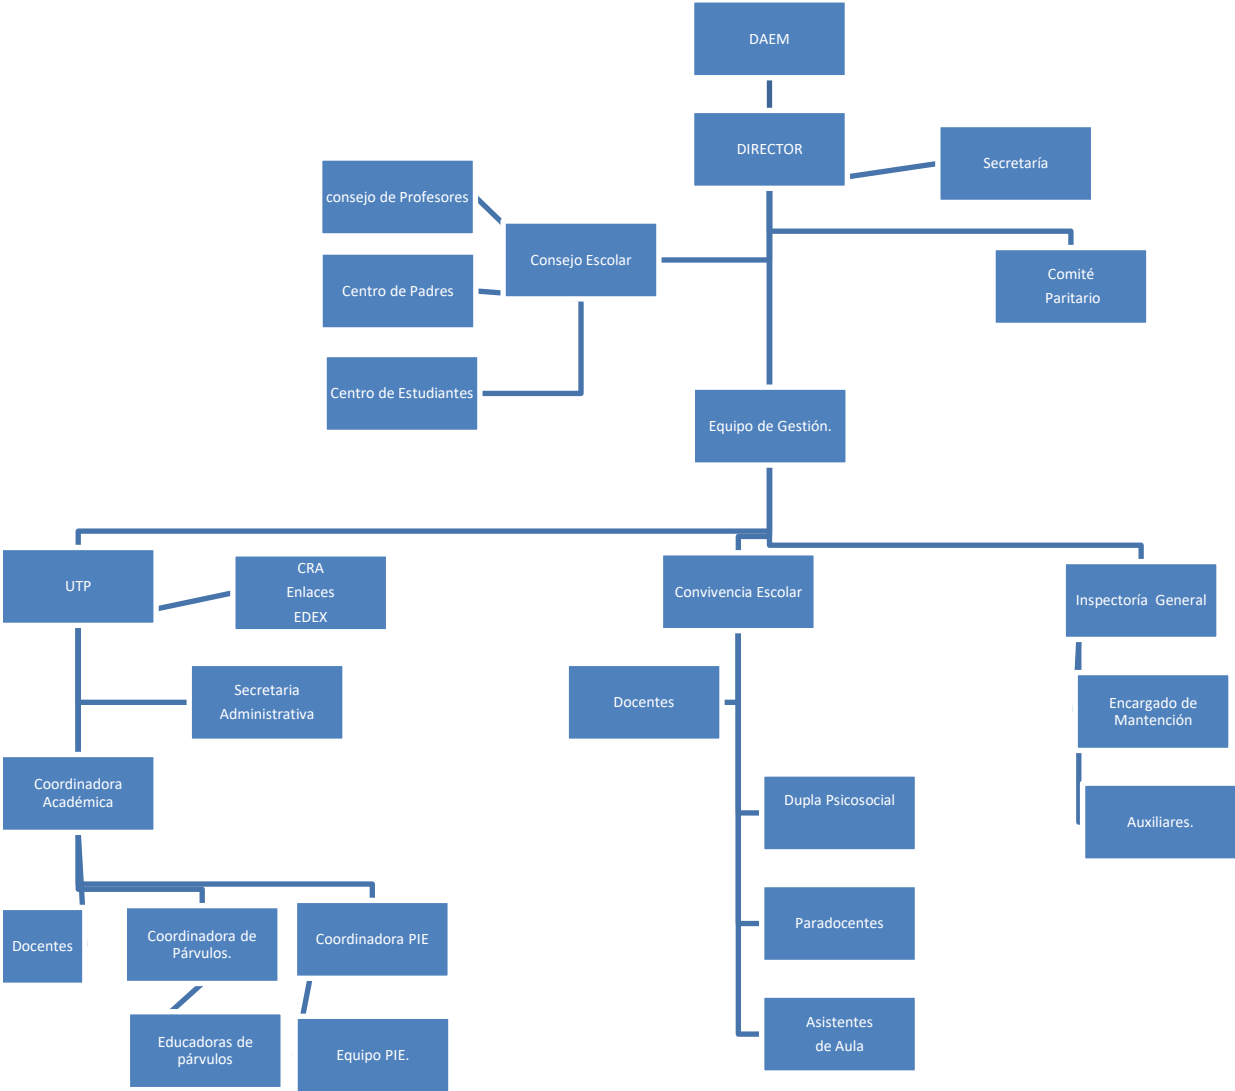 DAEM
DIRECTOR
Secretaría
consejo de Profesores
Consejo Escolar
Centro de Padres
Comité
Paritario
Centro de Estudiantes
Equipo de Gestión.
UTP
CRA
Enlaces
EDEX
Convivencia Escolar
Inspectoría  General
Secretaria
Administrativa
Docentes
Encargado de
Mantención
Coordinadora
Académica
Dupla Psicosocial
Auxiliares.
Docentes
Coordinadora de
Párvulos.
Coordinadora PIE
Paradocentes
Educadoras de
párvulos
Equipo PIE.
Asistentes
de Aula